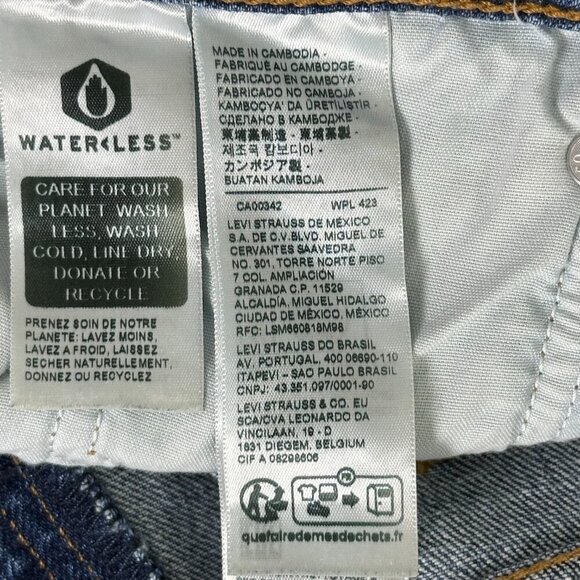 WATER<LESS™
CARE FOR OUR
PLANET WASH
LESS, WASH
COLD, LINE DRY,
DONATE OR
RECYCLE
PRENEZ SOIN DE NOTRE
PLANETE: LAVEZ MOINS,
LAVEZ A FROID, LAISSEZ
SECHER NATURELLEMENT,
DONNEZ OU RECYCLEZ
MADE IN CAMBODIA -
FABRIQUÉ AU CAMBODGE -
FABRICADO EN CAMBOYA -
FABRICADO NO CAMBOJA -
KAMBOÇYA' DA ÜRETILISTIR -
СДЕЛАНО В КАМБОДЖЕ -
柬埔寨制造 - 柬埔寨製 -
제조국 캄보디아 -
カンボジア製 -
BUATAN KAMBOJA
CA00342 WPL 423
LEVI STRAUSS DE MÉXICO
S.A. DE C.V. BLVD. MIGUEL DE
CERVANTES SAAVEDRA
NO. 301, TORRE NORTE PISO
7 COL. AMPLIACIÓN
GRANADA C.P. 11529
ALCALDÍA, MIGUEL HIDALGO
CIUDAD DE MÉXICO, MÉXICO
RFC: LSM660818M98
LEVI STRAUSS DO BRASIL
AV. PORTUGAL, 400 06690-110
ITAPEVI - SAO PAULO BRASIL
CNPJ: 43.351.097/0001-90
LEVI STRAUSS & CO. EU
SCA/CVA LEONARDO DA
VINCILAAN, 19 - D
1831 DIEGEM, BELGIUM
CIF A 08298606
FR
quefairedemesdechets.fr